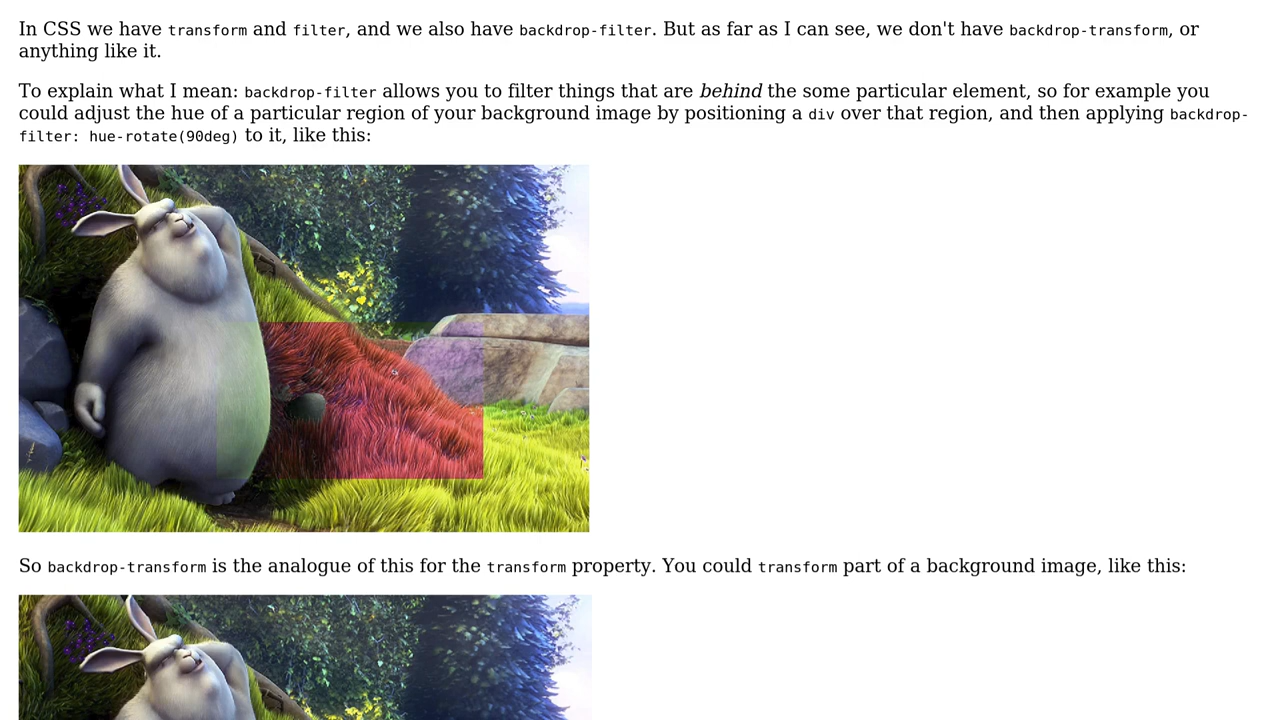 In CSS we have transform and filter, and we also have backdrop-filter. But as far as I can see, we don't have backdrop-transform, or
anything like it.
To explain what I mean: backdrop-filter allows you to filter things that are behind the some particular element, so for example you
could adjust the hue of a particular region of your background image by positioning a div over that region, and then applying backdrop-
filter: hue-rotate(90deg) to it, like this:
So backdrop-transform is the analogue of this for the transform property. You could transform part of a background image, like this: